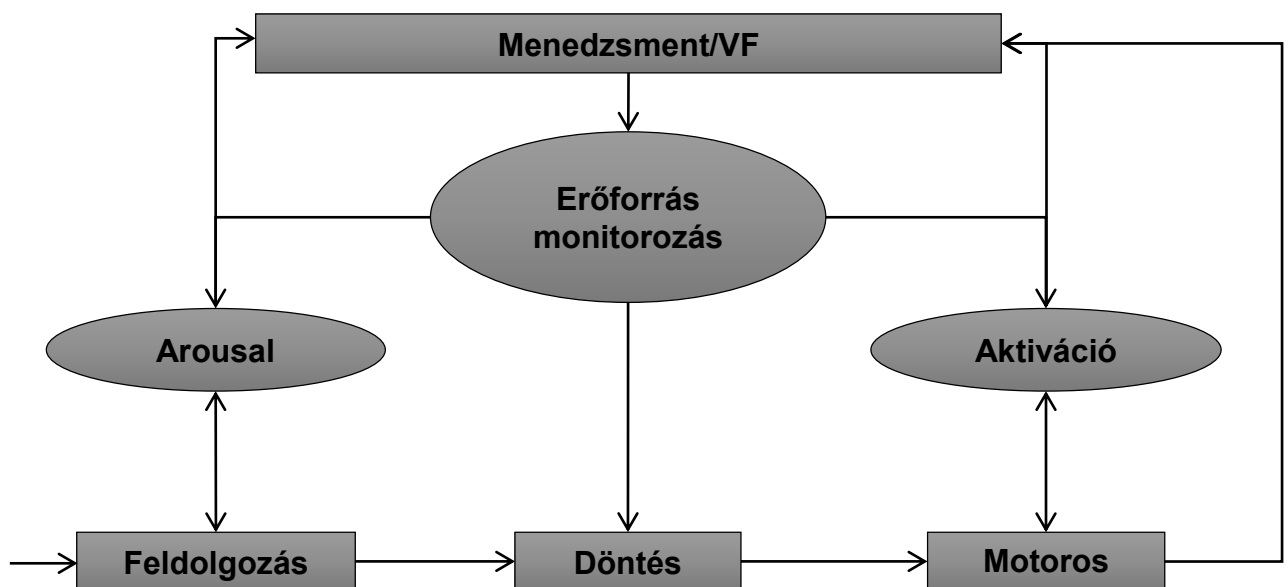 Menedzsment/VF
Erőforrás
monitorozás
Arousal
Aktiváció
Feldolgozás
Döntés
Motoros